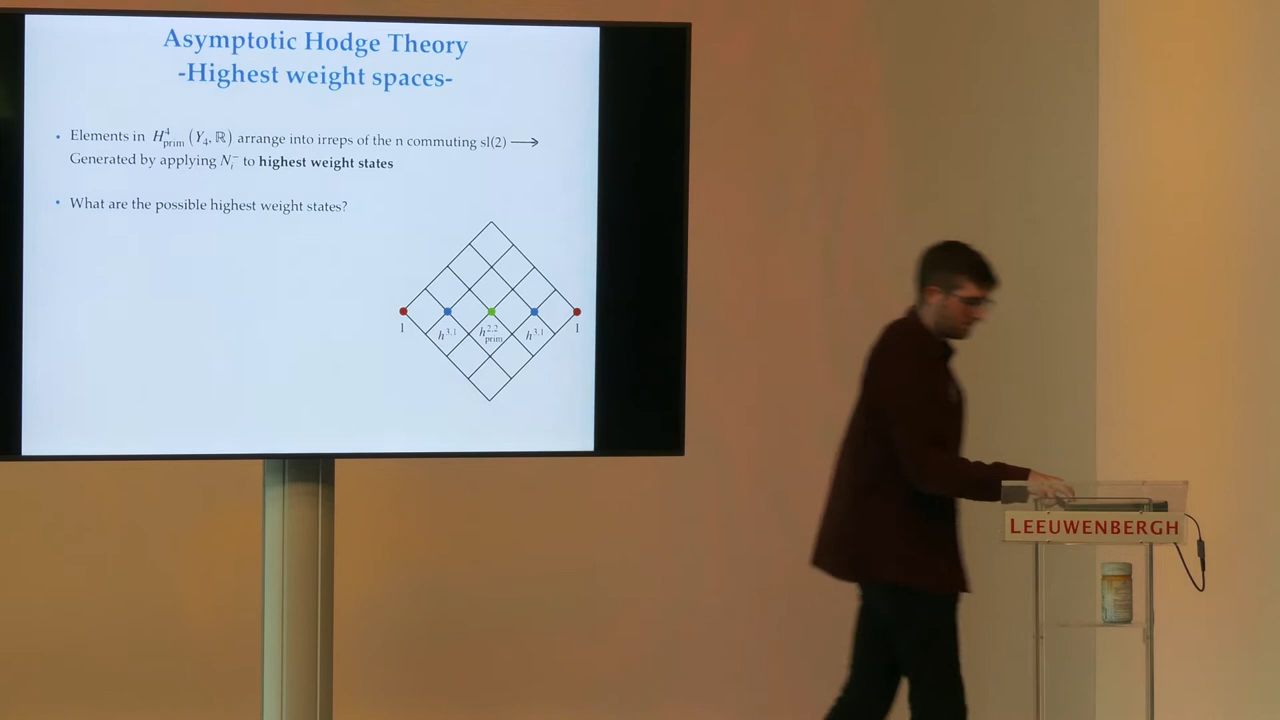 Asymptotic Hodge Theory
-Highest weight spaces-
• Elements in H⁴prim (Y₄, ℝ) arrange into irreps of the n commuting sl(2) ⟶
Generated by applying Nᵢ⁻ to highest weight states
• What are the possible highest weight states?
1 h³,¹ h²,²prim h³,¹ 1
LEEUWENBERGH